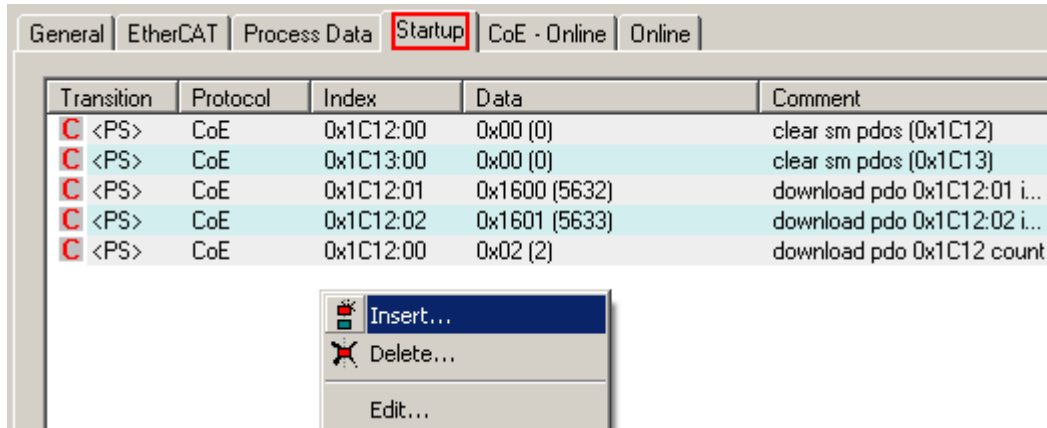 General EtherCAT Process Data Startup CoE - Online Online
Transition Protocol Index Data Comment
C <PS> CoE 0x1C12:00 0x00 (0) clear sm pdos (0x1C12)
C <PS> CoE 0x1C13:00 0x00 (0) clear sm pdos (0x1C13)
C <PS> CoE 0x1C12:01 0x1600 (5632) download pdo 0x1C12:01 i...
C <PS> CoE 0x1C12:02 0x1601 (5633) download pdo 0x1C12:02 i...
C <PS> CoE 0x1C12:00 0x02 (2) download pdo 0x1C12 count
Insert...
Delete...
Edit...